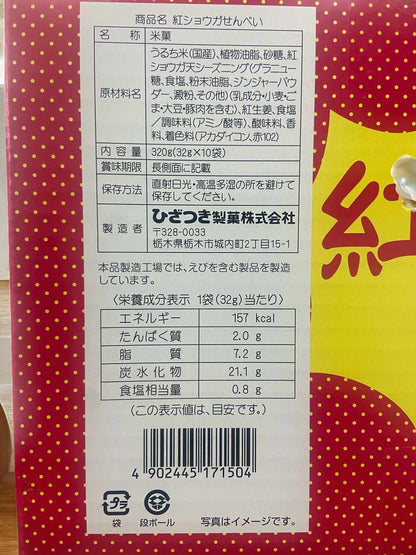 商品名 紅ショウガせんべい
名 称 米菓
原材料名 うるち米(国産)、植物油脂、砂糖、紅
ショウガ天シーズニング(グラニュー
糖、食塩、粉末油脂、ジンジャーパウ
ダー、澱粉、その他)(乳成分・小麦・ご
ま・大豆・豚肉を含む)、紅生姜、食塩
/調味料(アミノ酸等)、酸味料、香
料、着色料(アカダイコン、赤102)
内 容 量 320g(32g×10袋)
賞味期限 長側面に記載
保存方法 直射日光・高温多湿の所を避けて
保存してください。
製 造 者 ひざつき製菓株式会社
〒328-0033
栃木県栃木市城内町2丁目15-1
本品製造工場では、えびを含む製品を製造
しています。
〈栄養成分表示 1袋(32g)当たり〉
エネルギー 157 kcal
たんぱく質 2.0 g
脂 質 7.2 g
炭水化物 21.1 g
食塩相当量 0.8 g
(この表示値は、目安です。)
4 902445 171504
プラ
袋 段ボール
写真はイメージです。
紅